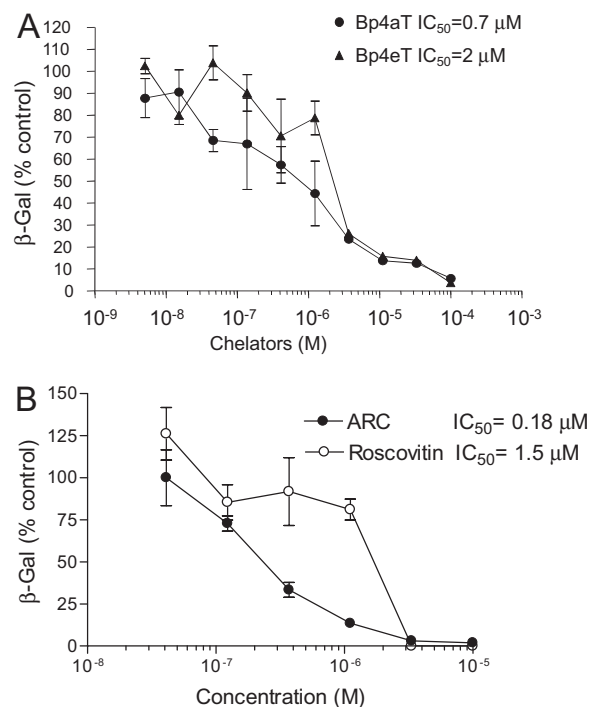 A
Bp4aT IC50=0.7 μM
Bp4eT IC50=2 μM
β-Gal (% control)
120
110
100
90
80
70
60
50
40
30
20
10
0
10-9 10-8 10-7 10-6 10-5 10-4 10-3
Chelators (M)
B
ARC IC50= 0.18 μM
Roscovitin IC50= 1.5 μM
β-Gal (% control)
150
125
100
75
50
25
0
10-8 10-7 10-6 10-5
Concentration (M)